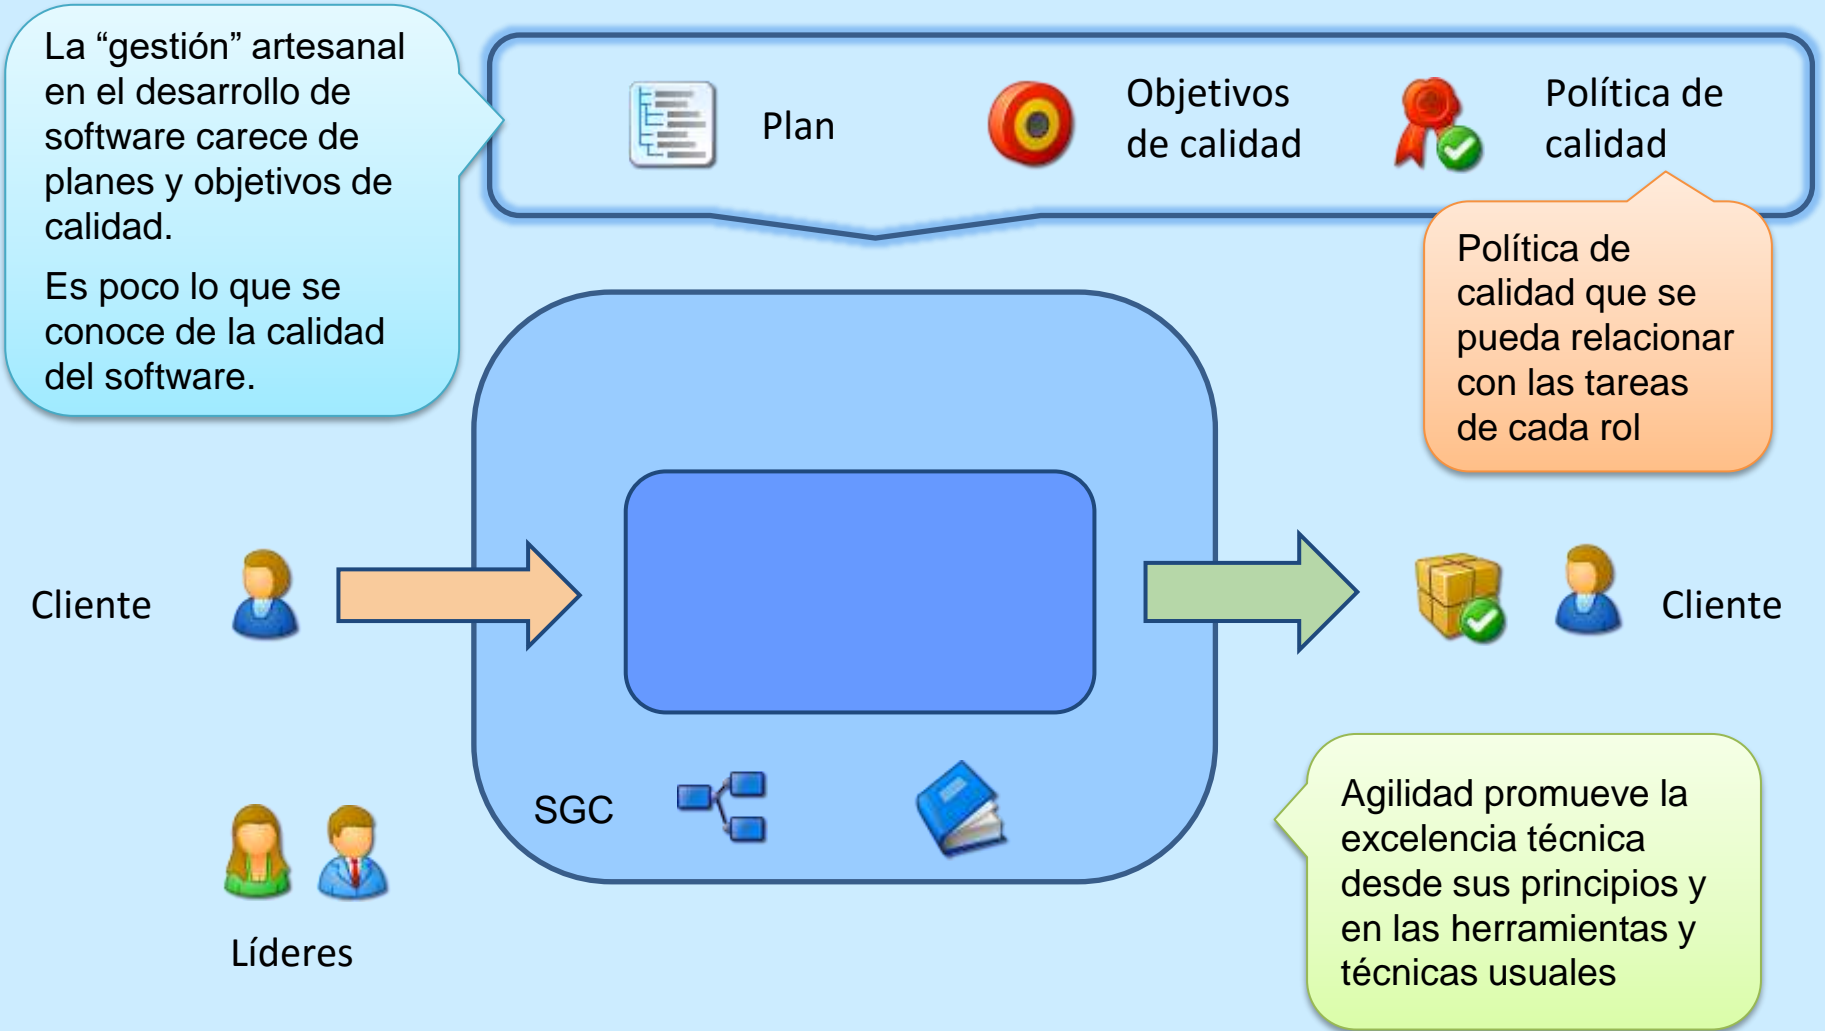 La “gestión” artesanal
en el desarrollo de
software carece de
planes y objetivos de
calidad.
Es poco lo que se
conoce de la calidad
del software.
Plan
Objetivos
de calidad
Política de
calidad
Política de
calidad que se
pueda relacionar
con las tareas
de cada rol
Cliente
Cliente
SGC
Líderes
Agilidad promueve la
excelencia técnica
desde sus principios y
en las herramientas y
técnicas usuales